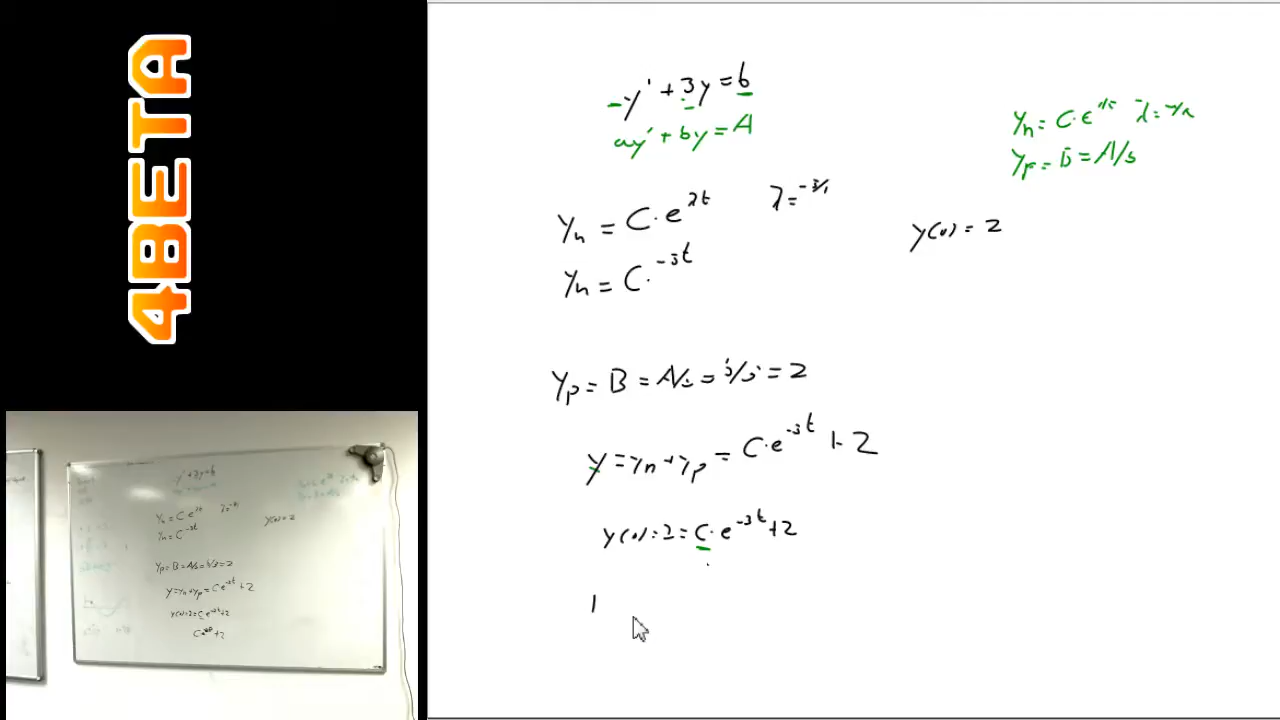 4BETA
y' + 3y = 6
ay' + by = A
yₕ = C·e^λt
yₚ = B = A/b
yₕ = C·e^λt λ = -3/1
y(0) = 2
yₕ = C·^-3t
yₚ = B = A/b = 6/3 = 2
y = yₕ + yₚ = C·e^-3t + 2
y(0) = 2 = C·e^-3t + 2